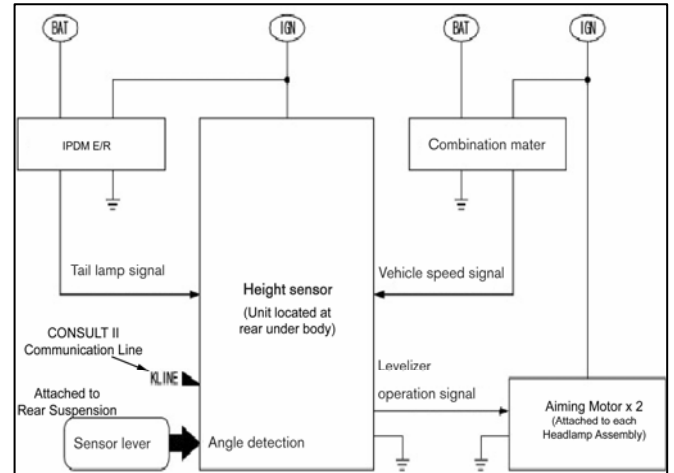 BAT
IGN
BAT
IGN
IPDM E/R
Combination mater
Tail lamp signal
Vehicle speed signal
Height sensor
(Unit located at
rear under body)
CONSULT II
Communication Line
KLINE
Levelizer
operation signal
Attached to
Rear Suspension
Sensor lever
Angle detection
Aiming Motor x 2
(Attached to each
Headlamp Assembly)